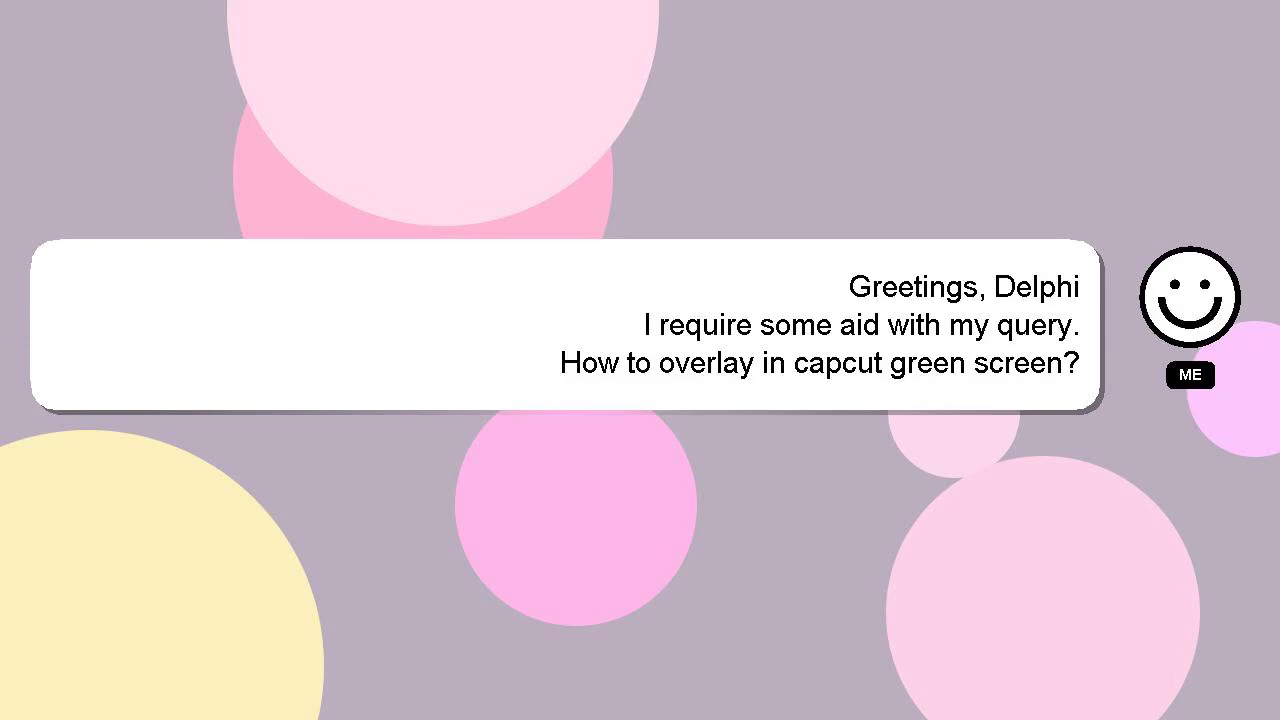 Greetings, Delphi
I require some aid with my query.
How to overlay in capcut green screen?
ME